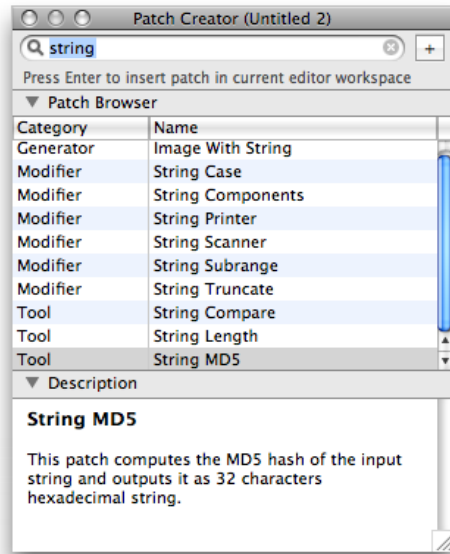 Patch Creator (Untitled 2)
string
+
Press Enter to insert patch in current editor workspace
Patch Browser
Category Name
Generator Image With String
Modifier String Case
Modifier String Components
Modifier String Printer
Modifier String Scanner
Modifier String Subrange
Modifier String Truncate
Tool String Compare
Tool String Length
Tool String MD5
Description
String MD5
This patch computes the MD5 hash of the input
string and outputs it as 32 characters
hexadecimal string.